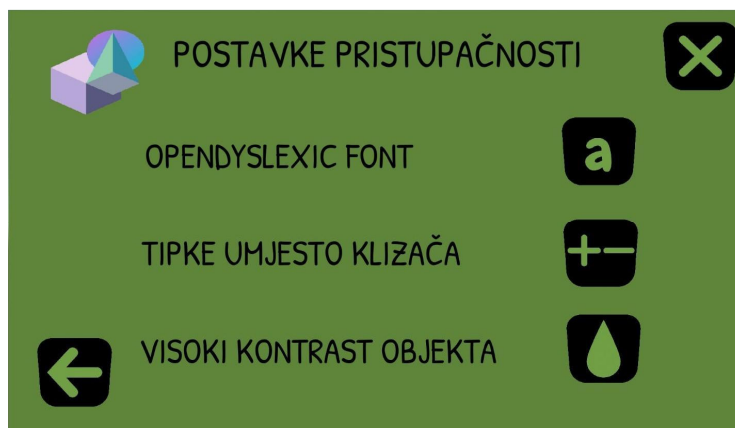 POSTAVKE PRISTUPAČNOSTI
OPENDYSLEXIC FONT
a
TIPKE UMJESTO KLIZAČA
+-
VISOKI KONTRAST OBJEKTA